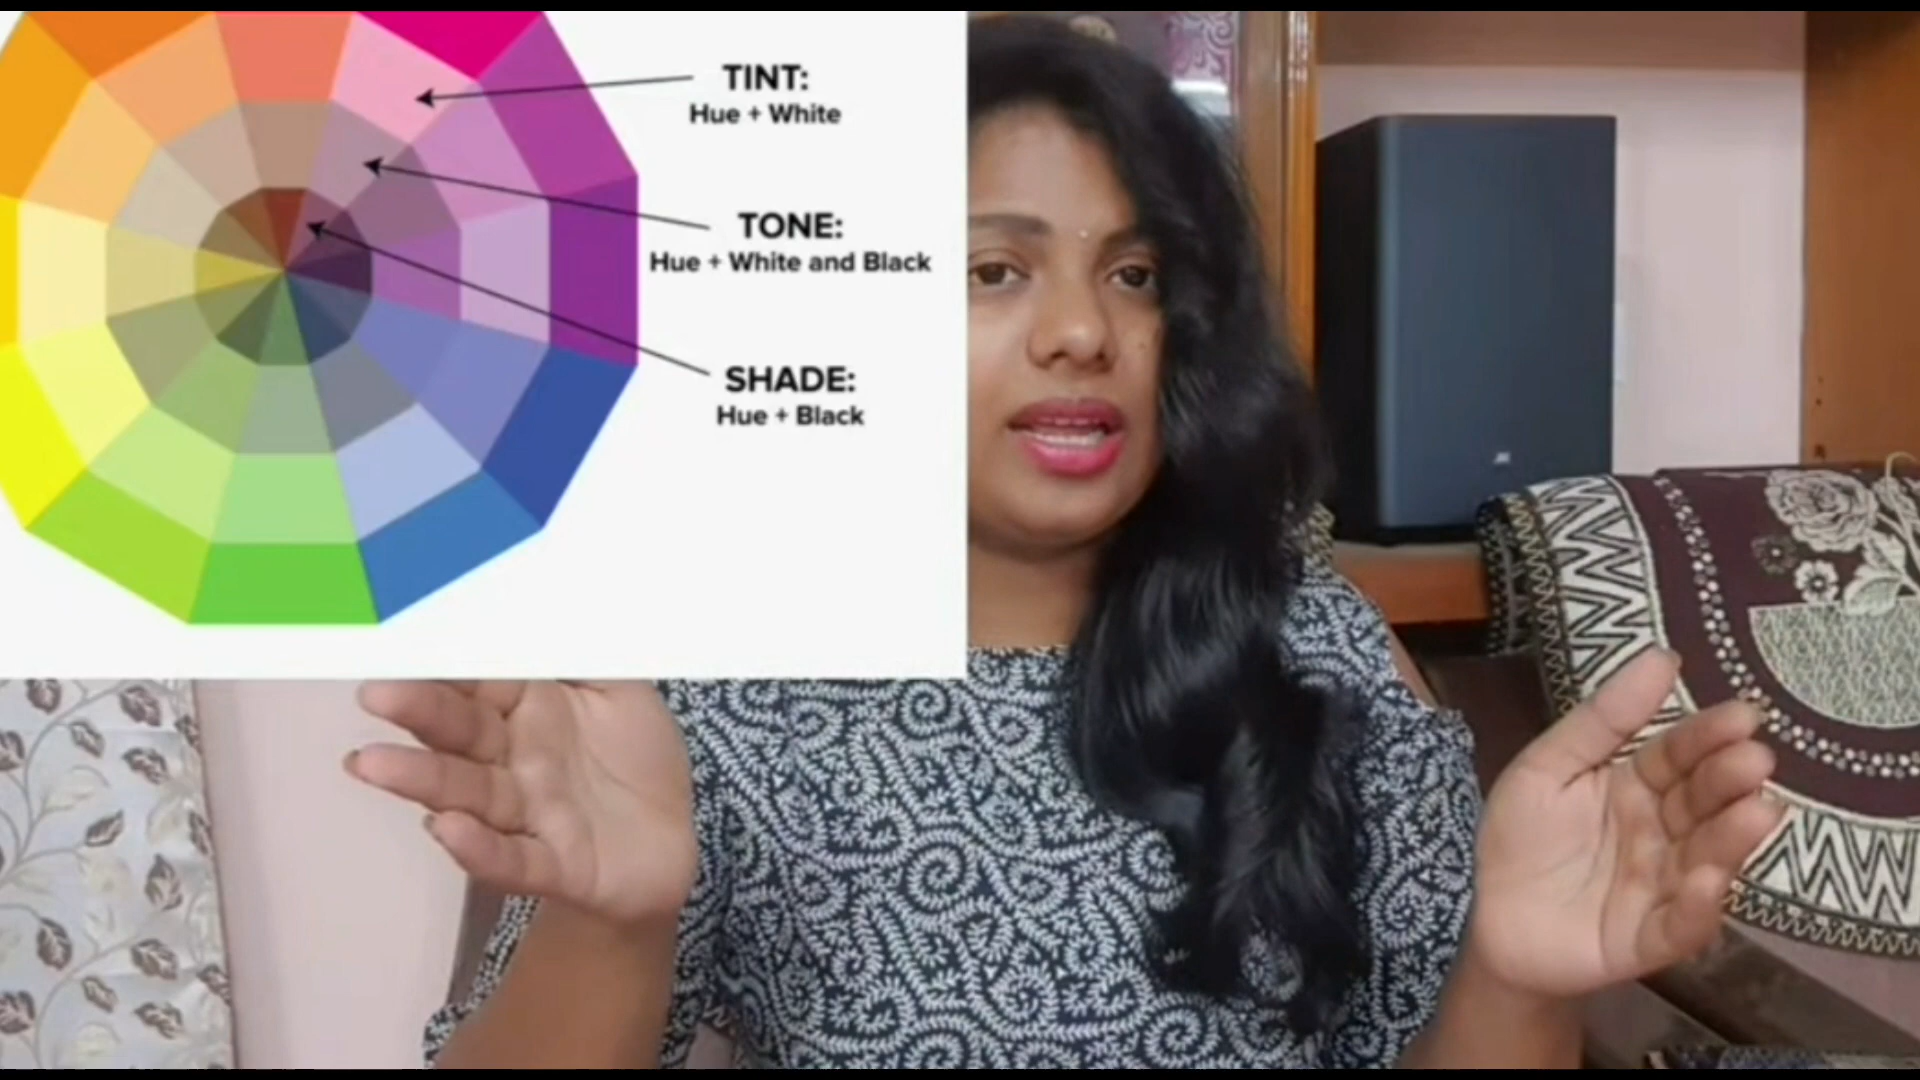 TINT:
Hue + White
TONE:
Hue + White and Black
SHADE:
Hue + Black